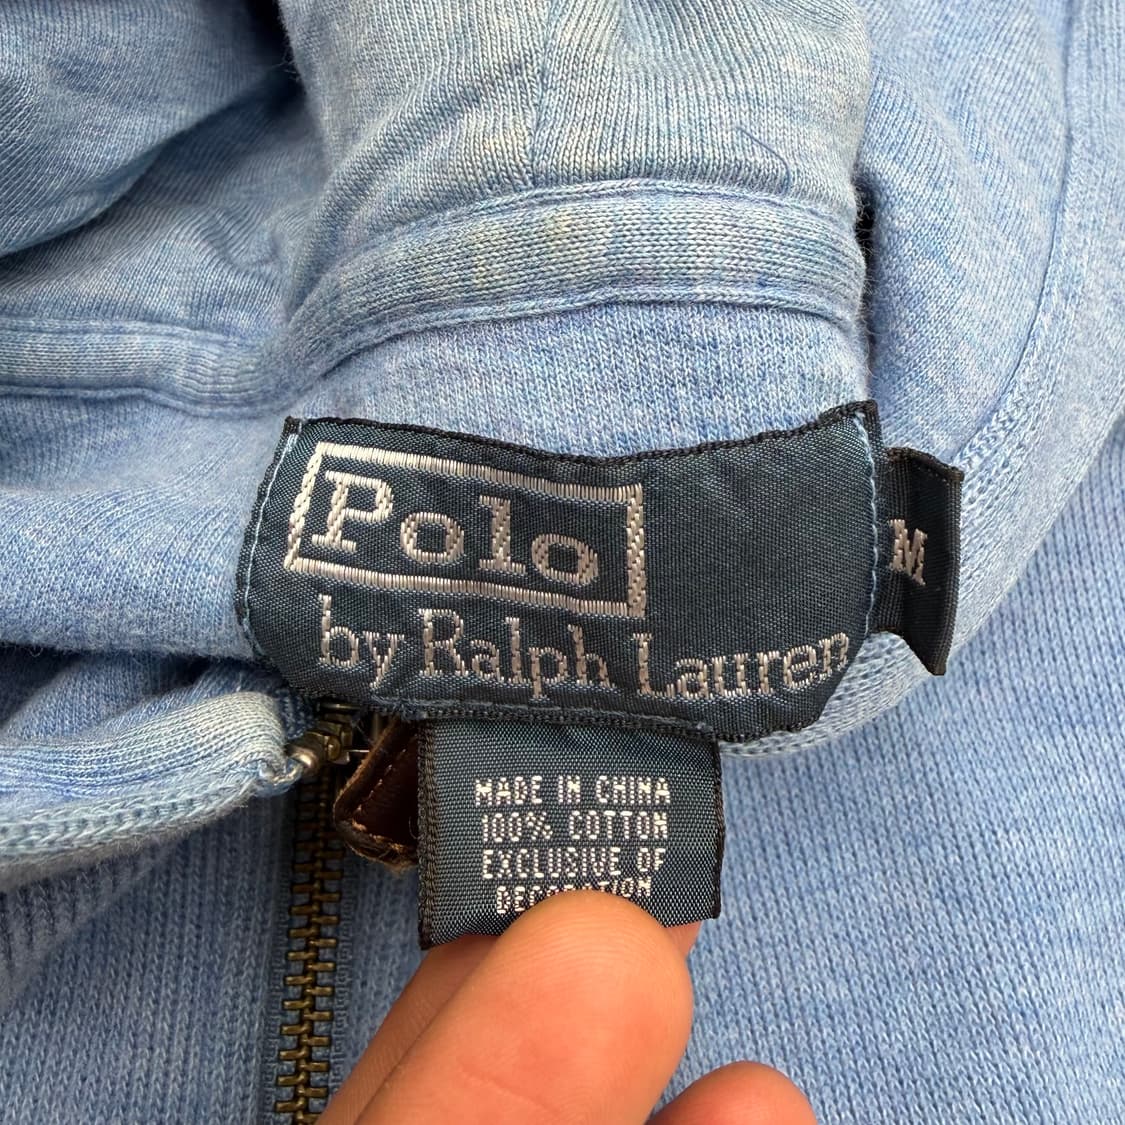 Polo
by Ralph Lauren
M
MADE IN CHINA
100% COTTON
EXCLUSIVE OF